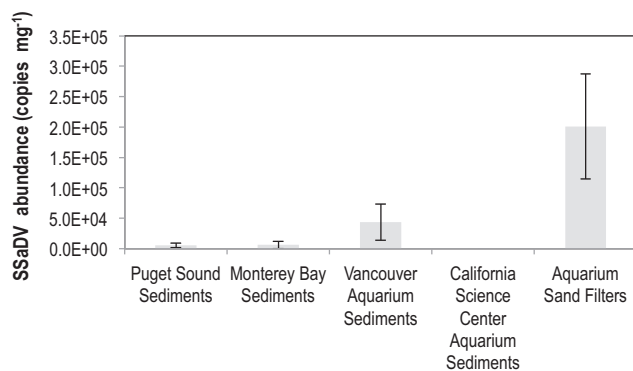 SSaDV abundance (copies mg-1)
3.5E+05
3.0E+05
2.5E+05
2.0E+05
1.5E+05
1.0E+05
5.0E+04
0.0E+00
Puget Sound
Sediments
Monterey Bay
Sediments
Vancouver
Aquarium
Sediments
California
Science
Center
Aquarium
Sediments
Aquarium
Sand Filters